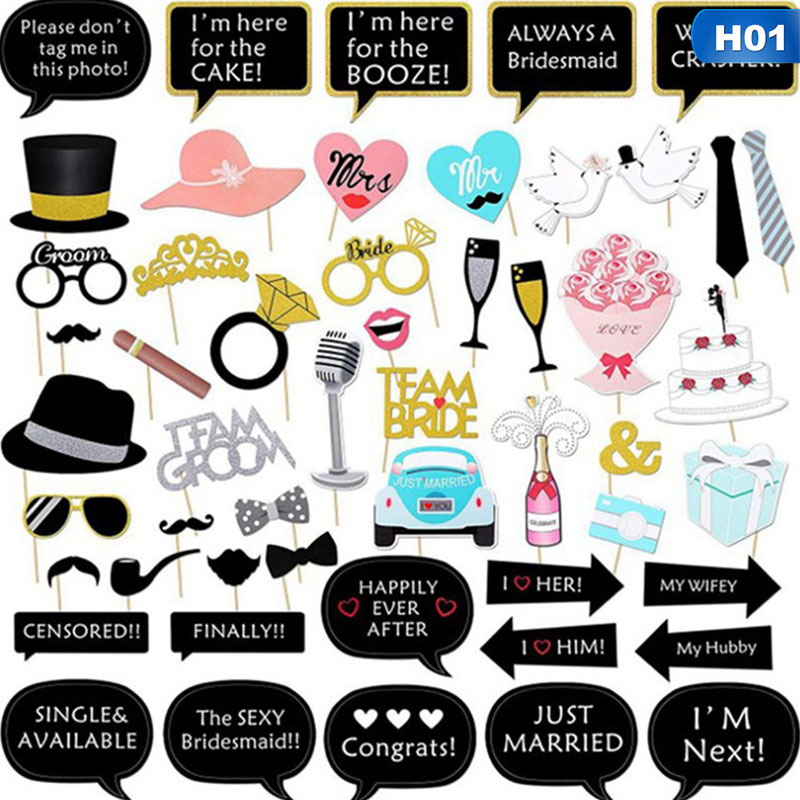 Please don't
tag me in
this photo!
I'm here
for the
CAKE!
I'm here
for the
BOOZE!
ALWAYS A
Bridesmaid
H01
Mrs
Mr
Groom
Bride
LOVE
TEAM
BRIDE
TEAM
GROOM
&
JUST MARRIED
I ♥ YOU
CELEBRATE
HAPPILY
EVER
AFTER
I ♥ HER!
MY WIFEY
CENSORED!!
FINALLY!!
I ♥ HIM!
My Hubby
SINGLE&
AVAILABLE
The SEXY
Bridesmaid!!
Congrats!
JUST
MARRIED
I'M
Next!